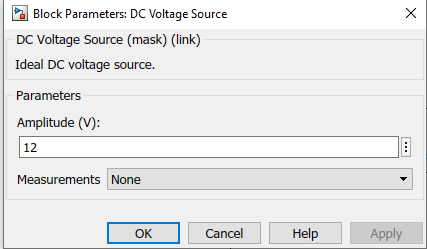 Block Parameters: DC Voltage Source
DC Voltage Source (mask) (link)
Ideal DC voltage source.
Parameters
Amplitude (V):
12
Measurements None
OK Cancel Help Apply